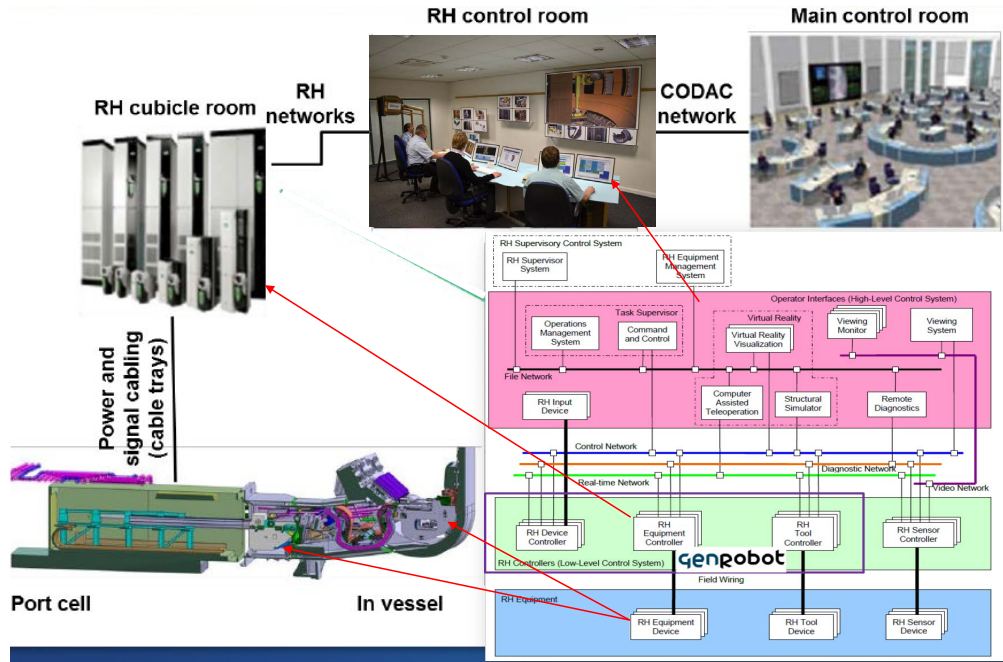 RH control room
Main control room
RH cubicle room
RH
networks
CODAC
network
Power and
signal cabling
(cable trays)
Port cell
In vessel
RH Supervisory Control System
RH Supervisor
System
RH Equipment
Management
System
Operator Interfaces (High-Level Control System)
Task Supervisor
Operations
Management
System
Command
and Control
Virtual Reality
Virtual Reality
Visualization
Viewing
Monitor
Viewing
System
File Network
RH Input
Device
Computer
Assisted
Teleoperation
Structural
Simulator
Remote
Diagnostics
Control Network
Diagnostic Network
Real-time Network
Video Network
RH Device
Controller
RH
Equipment
Controller
RH
Tool
Controller
RH Sensor
Controller
RH Controllers (Low-Level Control System)
GENROBOT
Field Wiring
RH Equipment
RH Equipment
Device
RH Tool
Device
RH Sensor
Device